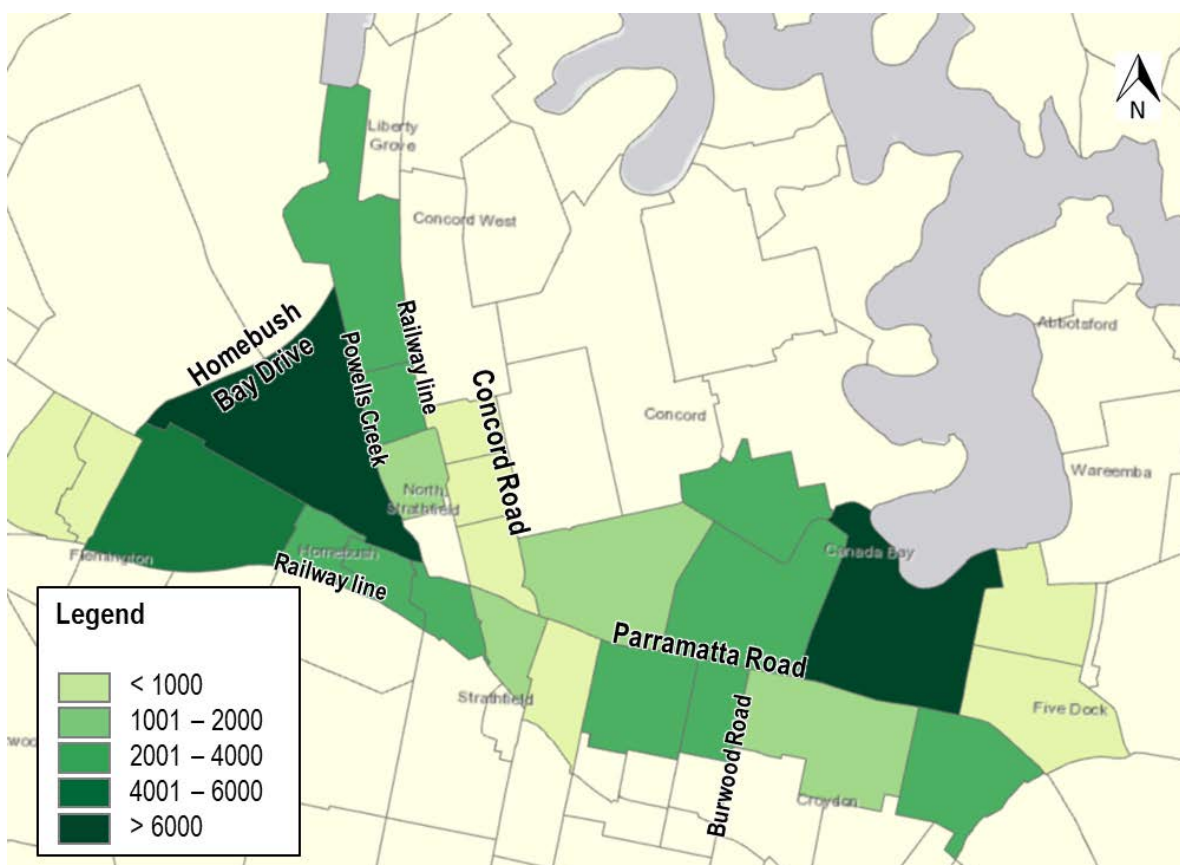 N
Liberty
Grove
Concord West
Homebush
Bay Drive
Powells Creek
Railway line
Concord Road
Abbotsford
Concord
Wareemba
North
Strathfield
Flemington
Homebush
Railway line
Canada Bay
Parramatta Road
Strathfield
Five Dock
Burwood Road
Croydon
Legend
< 1000
1001 – 2000
2001 – 4000
4001 – 6000
> 6000